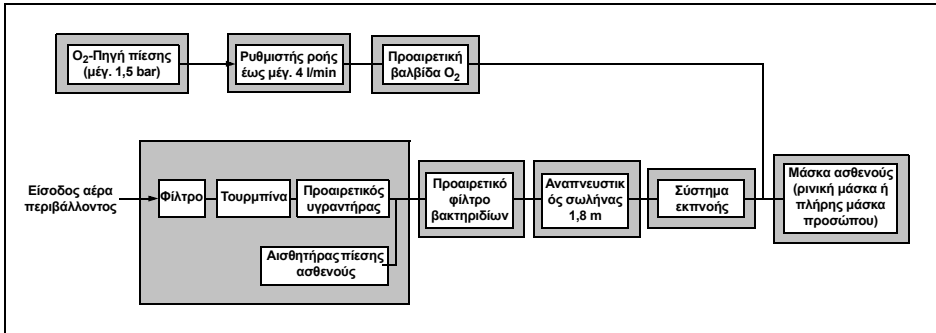 O₂-Πηγή πίεσης
(μέγ. 1,5 bar)
Ρυθμιστής ροής
έως μέγ. 4 l/min
Προαιρετική
βαλβίδα O₂
Είσοδος αέρα
περιβάλλοντος
Φίλτρο
Τουρμπίνα
Προαιρετικός
υγραντήρας
Αισθητήρας πίεσης
ασθενούς
Προαιρετικό
φίλτρο
βακτηριδίων
Αναπνευστικ
ός σωλήνας
1,8 m
Σύστημα
εκπνοής
Μάσκα ασθενούς
(ρινική μάσκα ή
πλήρης μάσκα
προσώπου)